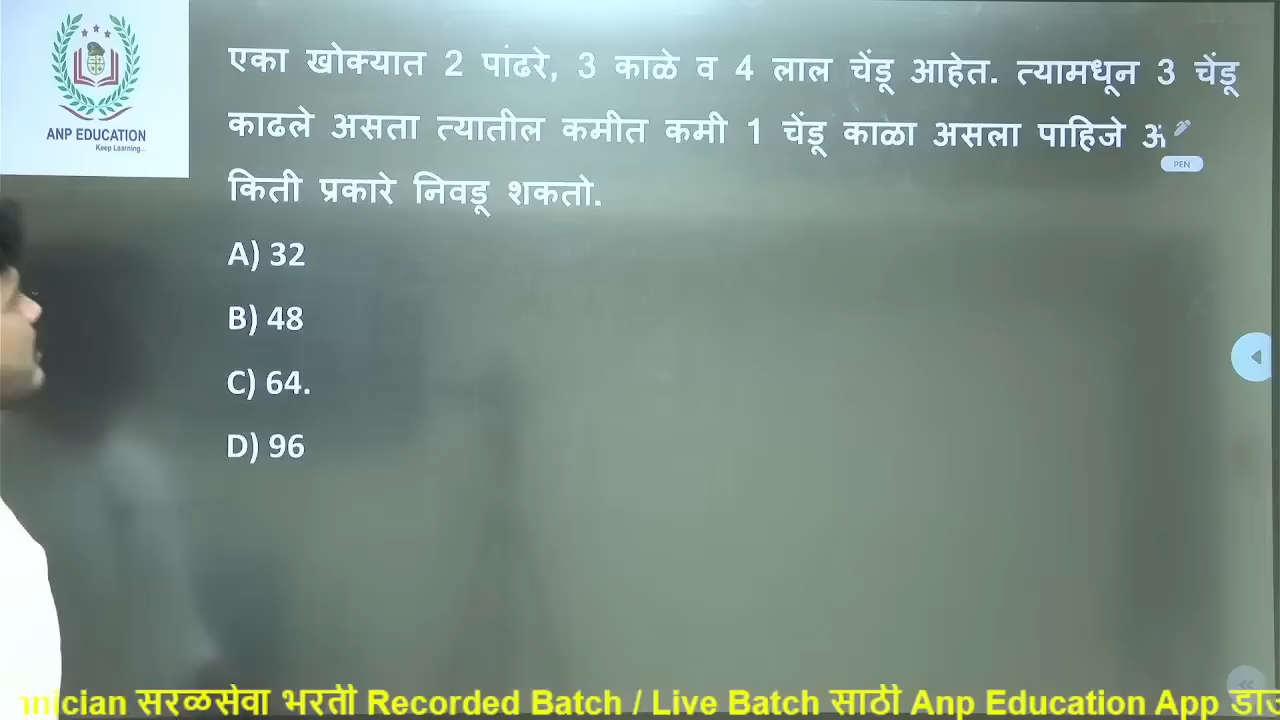 ANP EDUCATION
Keep Learning...
एका खोक्यात 2 पांढरे, 3 काळे व 4 लाल चेंडू आहेत. त्यामधून 3 चेंडू
काढले असता त्यातील कमीत कमी 1 चेंडू काळा असला पाहिजे
PEN
किती प्रकारे निवडू शकतो.
A) 32
B) 48
C) 64.
D) 96
सरळसेवा भरती Recorded Batch / Live Batch साठी Anp Education App